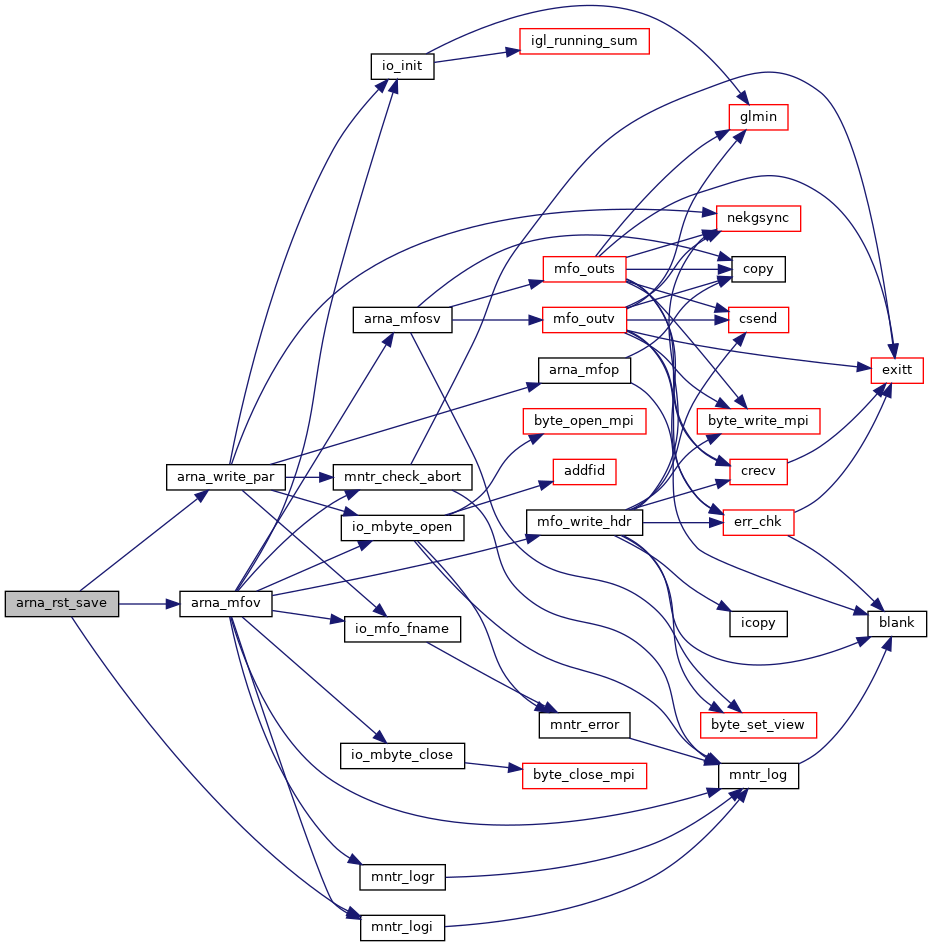 igl_running_sum
io_init
glmin
nekgsync
mfo_outs
copy
arna_mfosv
mfo_outv
csend
arna_mfop
exitt
byte_open_mpi
byte_write_mpi
arna_write_par
mntr_check_abort
addfid
crecv
io_mbyte_open
mfo_write_hdr
err_chk
arna_rst_save
arna_mfov
io_mfo_fname
icopy
blank
mntr_error
byte_set_view
io_mbyte_close
byte_close_mpi
mntr_log
mntr_logr
mntr_logi